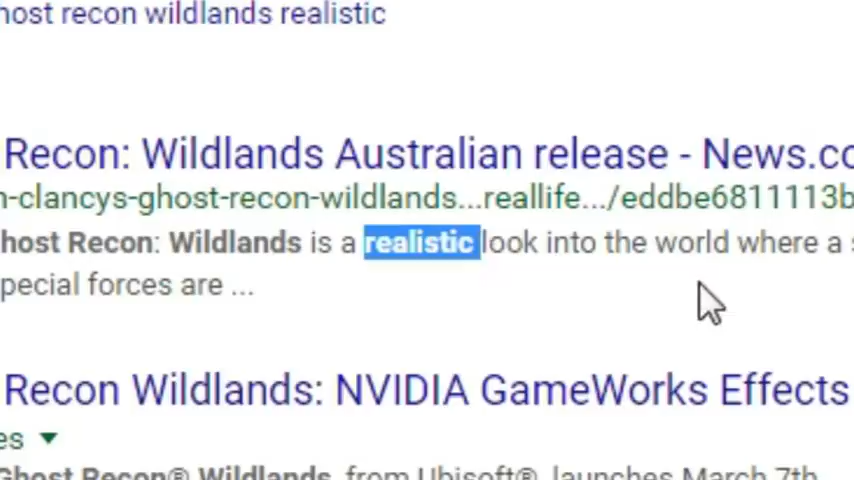 host recon wildlands realistic
Recon: Wildlands Australian release - News.co
n-clancys-ghost-recon-wildlands...reallife.../eddbe6811113b
host Recon: Wildlands is a realistic look into the world where a s
pecial forces are ...
Recon Wildlands: NVIDIA GameWorks Effects
es
Ghost Recon® Wildlands, from Ubisoft®, launches March 7th